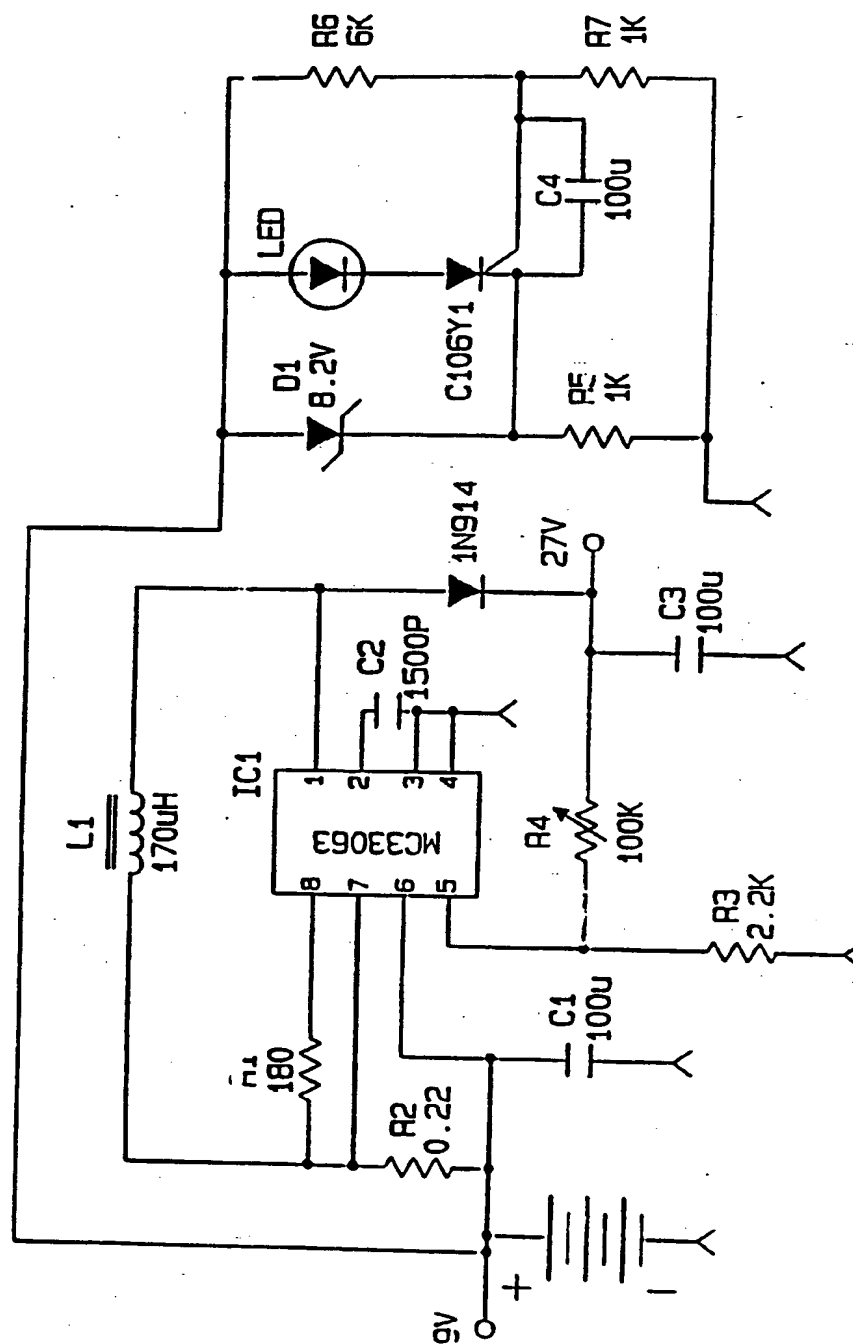 L1
170uH
IC1
MC33063
8
7
6
5
1
2
3
4
C2
1500P
1N914
27V
C3
100u
R4
100K
R3
2.2K
C1
100u
180
R2
0.22
9V
+
−
D1
8.2V
LED
C106Y1
R5
1K
C4
100u
R6
6K
R7
1K